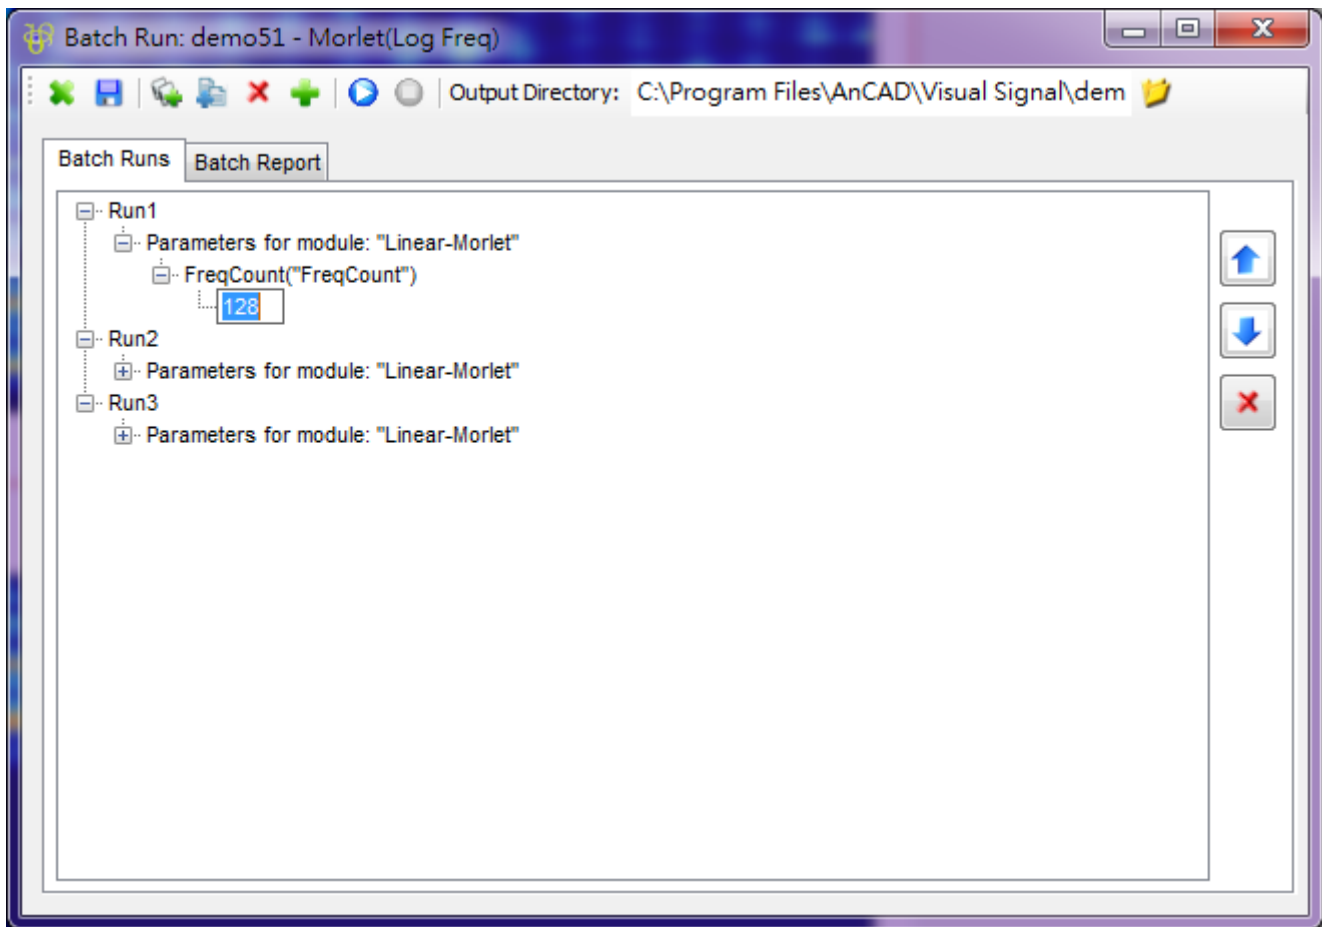 Batch Run: demo51 - Morlet(Log Freq)
Output Directory: C:\Program Files\AnCAD\Visual Signal\dem
Batch Runs Batch Report
Run1
Parameters for module: "Linear-Morlet"
FreqCount("FreqCount")
128
Run2
Parameters for module: "Linear-Morlet"
Run3
Parameters for module: "Linear-Morlet"